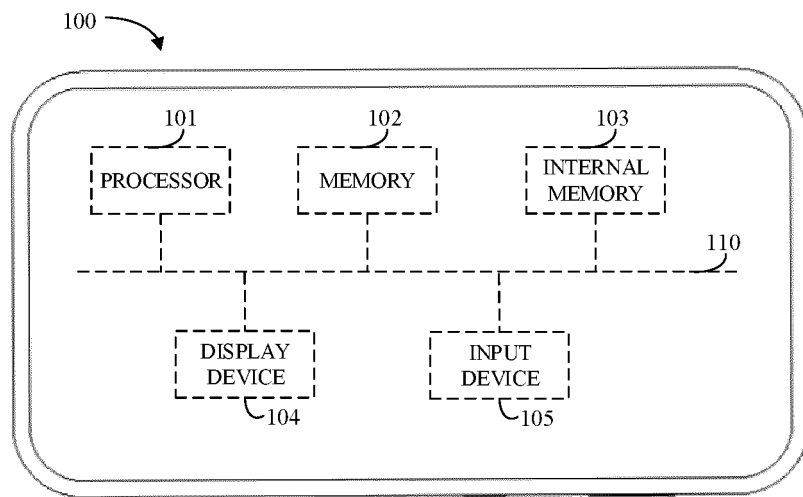 100
101
102
103
PROCESSOR
MEMORY
INTERNAL
MEMORY
110
DISPLAY
DEVICE
INPUT
DEVICE
104
105